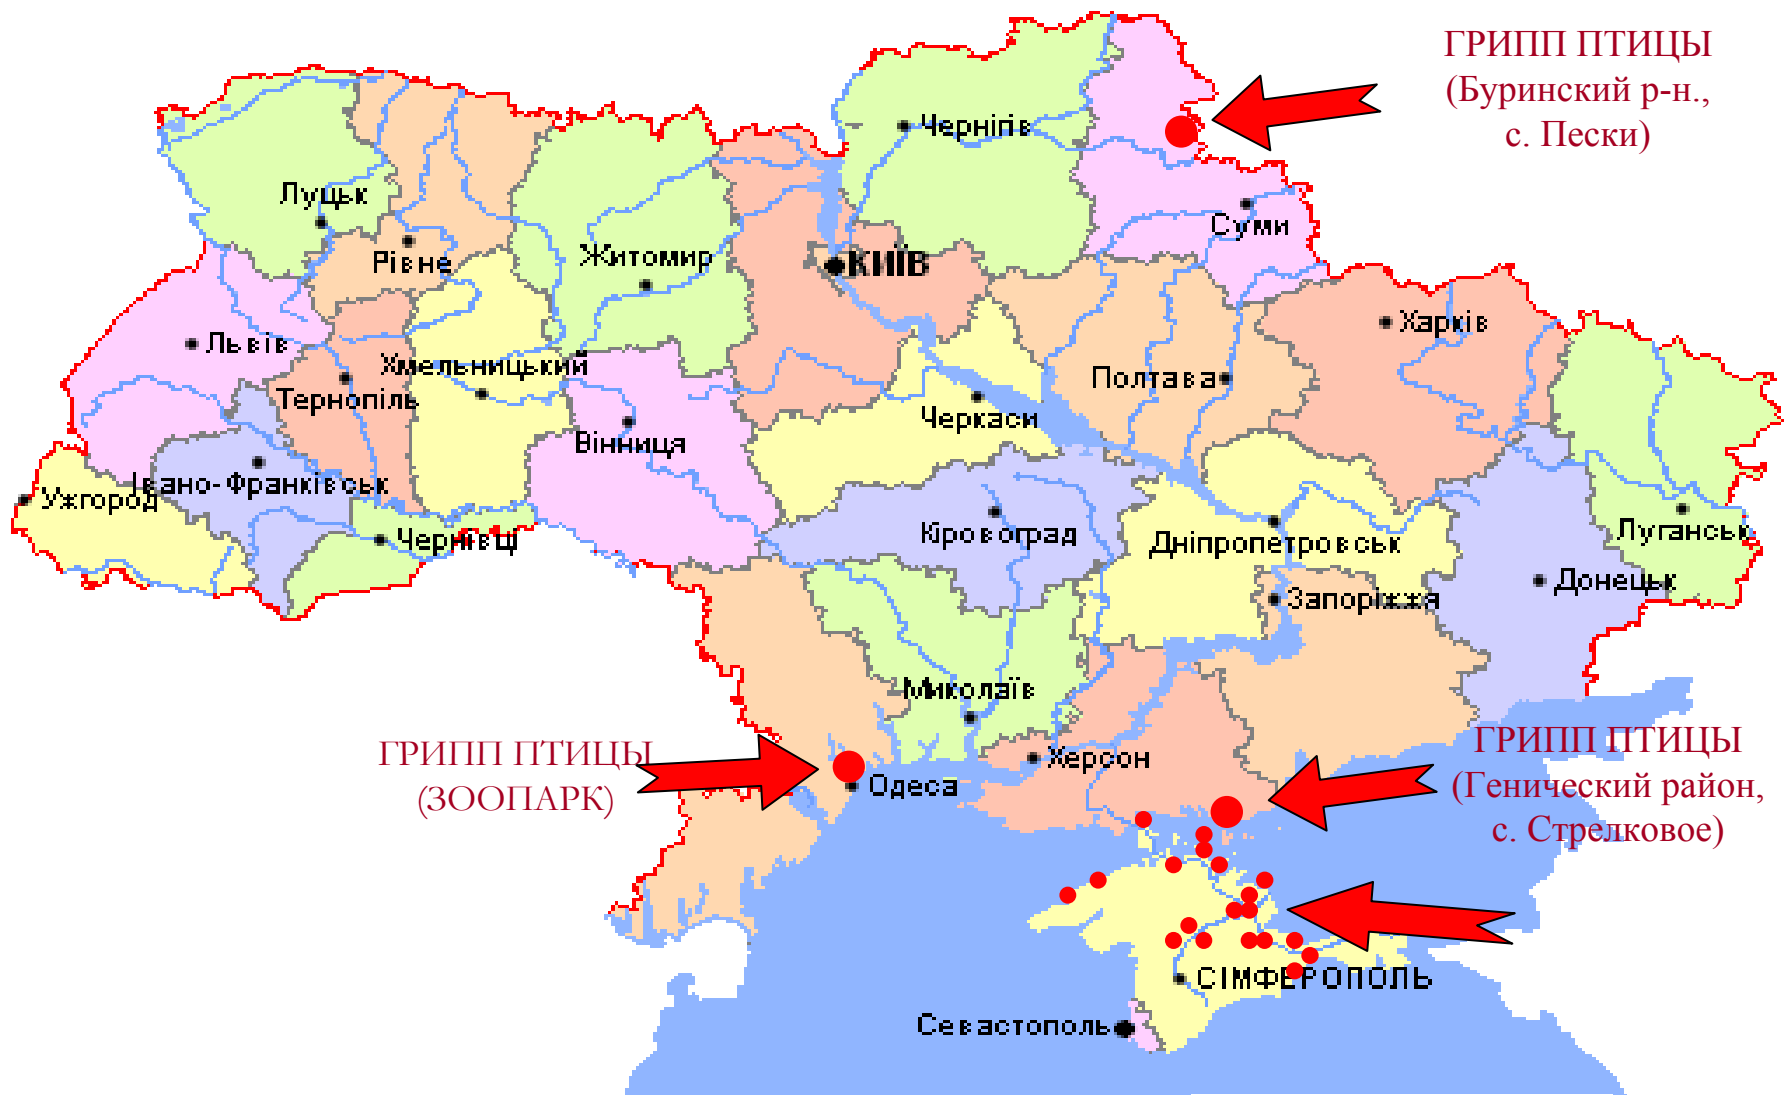 ГРИПП ПТИЦЫ
(Буринский р-н.,
с. Пески)
Чернігів
Луцьк
Суми
Рівне
Житомир
КИЇВ
Львів
Харків
Хмельницький
Тернопіль
Полтава
Черкаси
Вінниця
Івано-Франківськ
Ужгород
Чернівці
Кіровоград
Дніпропетровськ
Луганськ
Донецьк
Запоріжжя
Миколаїв
ГРИПП ПТИЦЫ
(ЗООПАРК)
Херсон
Одеса
ГРИПП ПТИЦЫ
(Генический район,
с. Стрелковое)
СІМФЕРОПОЛЬ
Севастополь